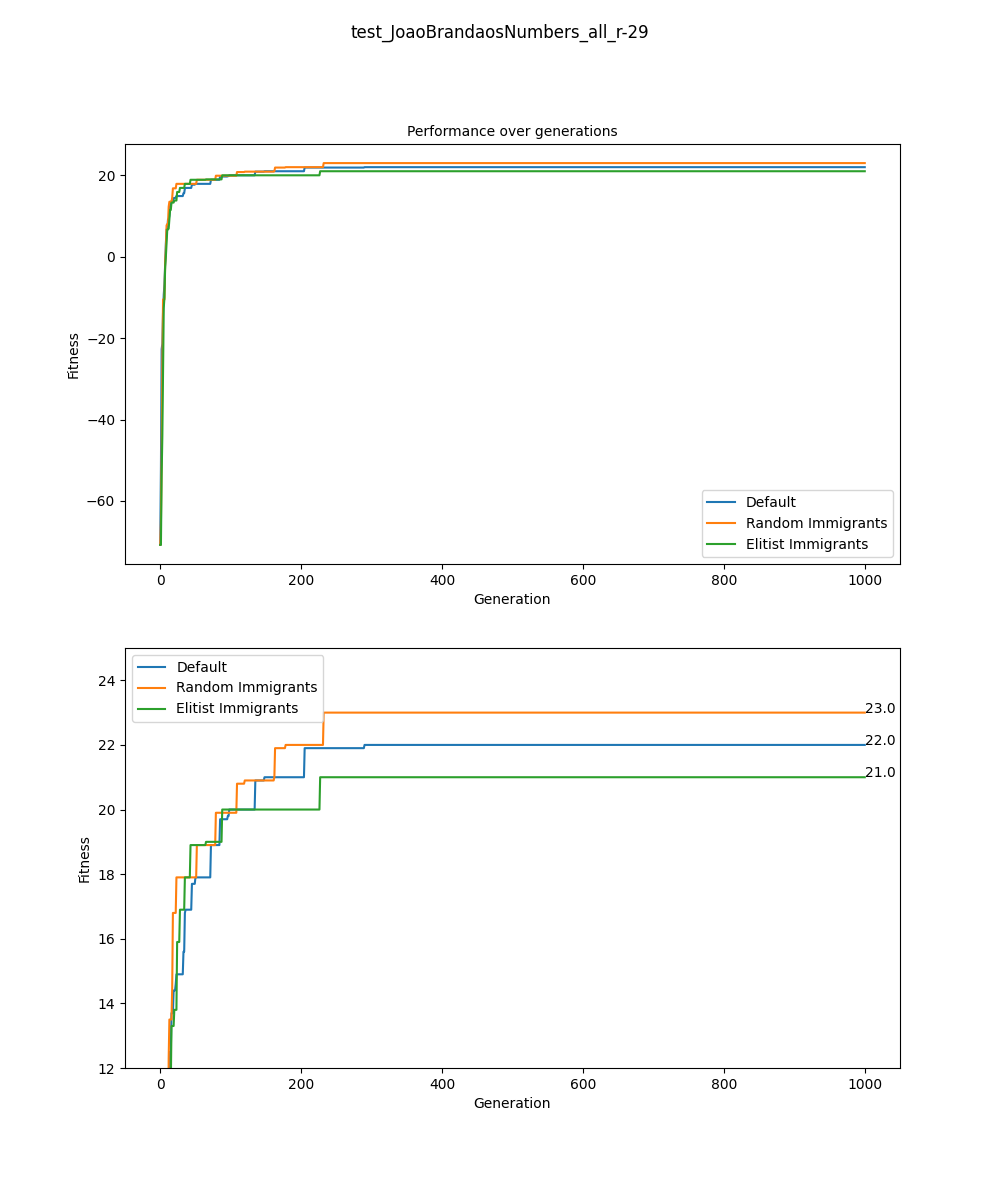 test_JoaoBrandaosNumbers_all_r-29
Performance over generations
20
0
−20
−40
−60
Fitness
0 200 400 600 800 1000
Generation
Default
Random Immigrants
Elitist Immigrants
Default
Random Immigrants
Elitist Immigrants
24
22
20
18
16
14
12
Fitness
23.0
22.0
21.0
0 200 400 600 800 1000
Generation